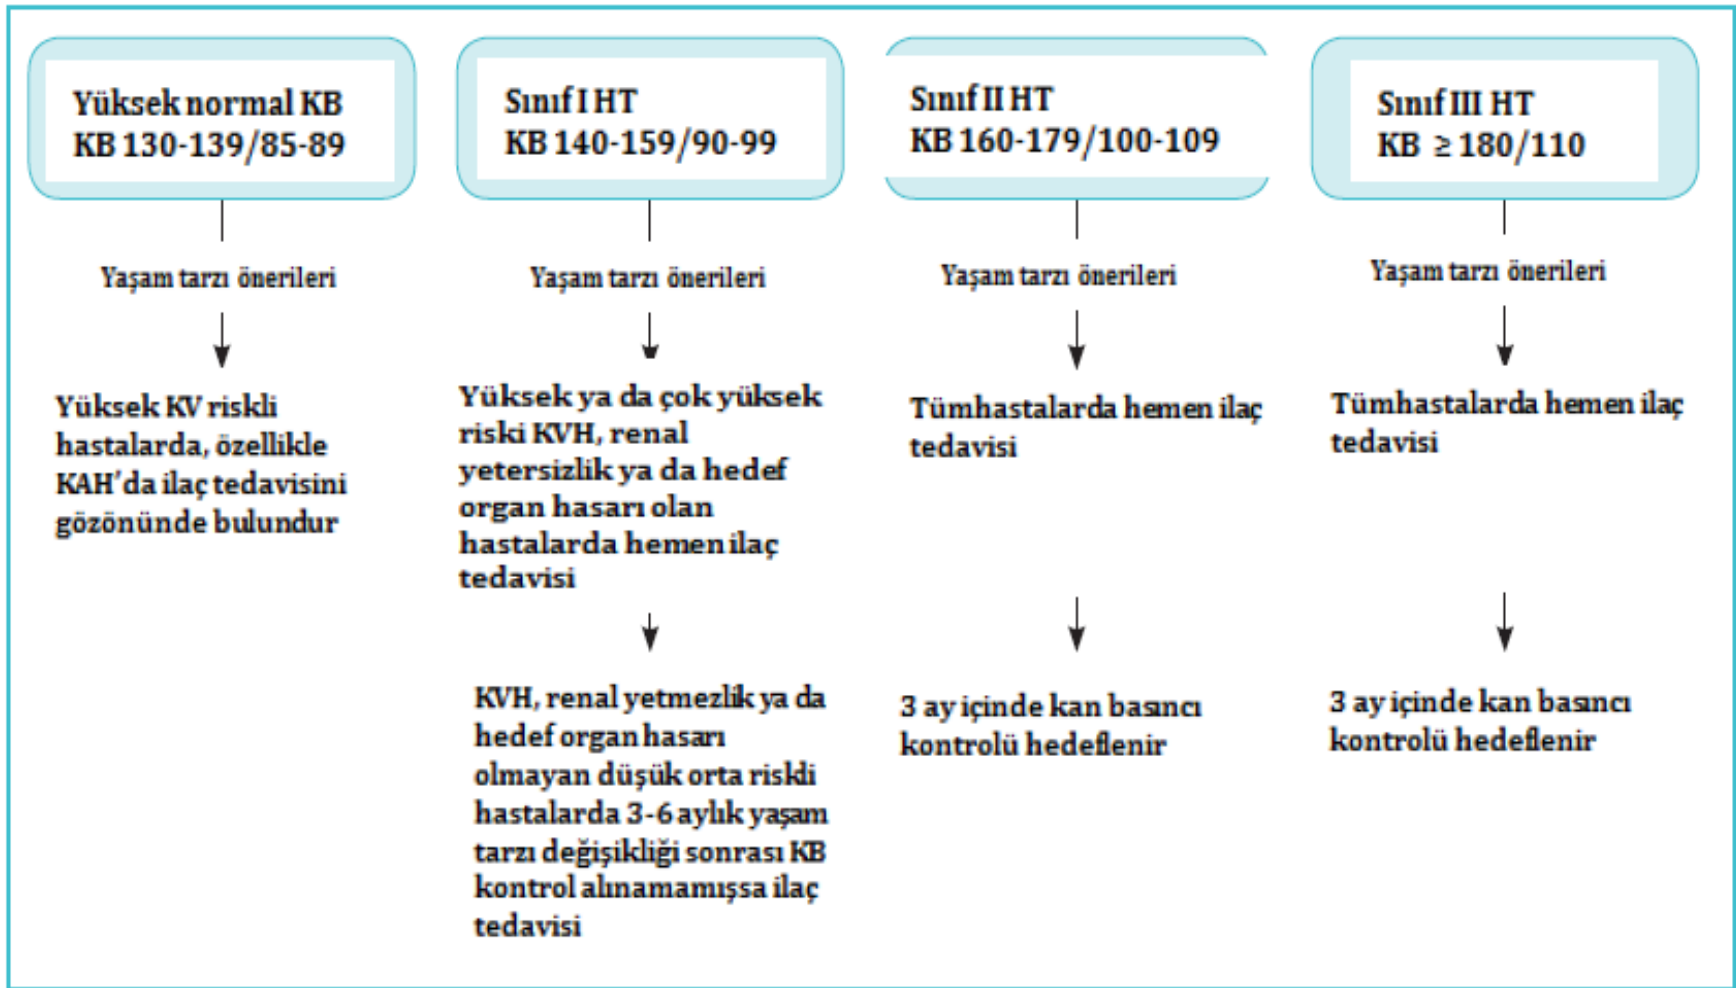 Yüksek normal KB
KB 130-139/85-89
Yaşam tarzı önerileri
Yüksek KV riskli
hastalarda, özellikle
KAH'da ilaç tedavisini
gözönünde bulundur
Sınıf I HT
KB 140-159/90-99
Yaşam tarzı önerileri
Yüksek ya da çok yüksek
riski KVH, renal
yetersizlik ya da hedef
organ hasarı olan
hastalarda hemen ilaç
tedavisi
KVH, renal yetmezlik ya da
hedef organ hasarı
olmayan düşük orta riskli
hastalarda 3-6 aylık yaşam
tarzı değişikliği sonrası KB
kontrol alınamamışsa ilaç
tedavisi
Sınıf II HT
KB 160-179/100-109
Yaşam tarzı önerileri
Tümhastalarda hemen ilaç
tedavisi
3 ay içinde kan basıncı
kontrolü hedeflenir
Sınıf III HT
KB ≥ 180/110
Yaşam tarzı önerileri
Tümhastalarda hemen ilaç
tedavisi
3 ay içinde kan basıncı
kontrolü hedeflenir